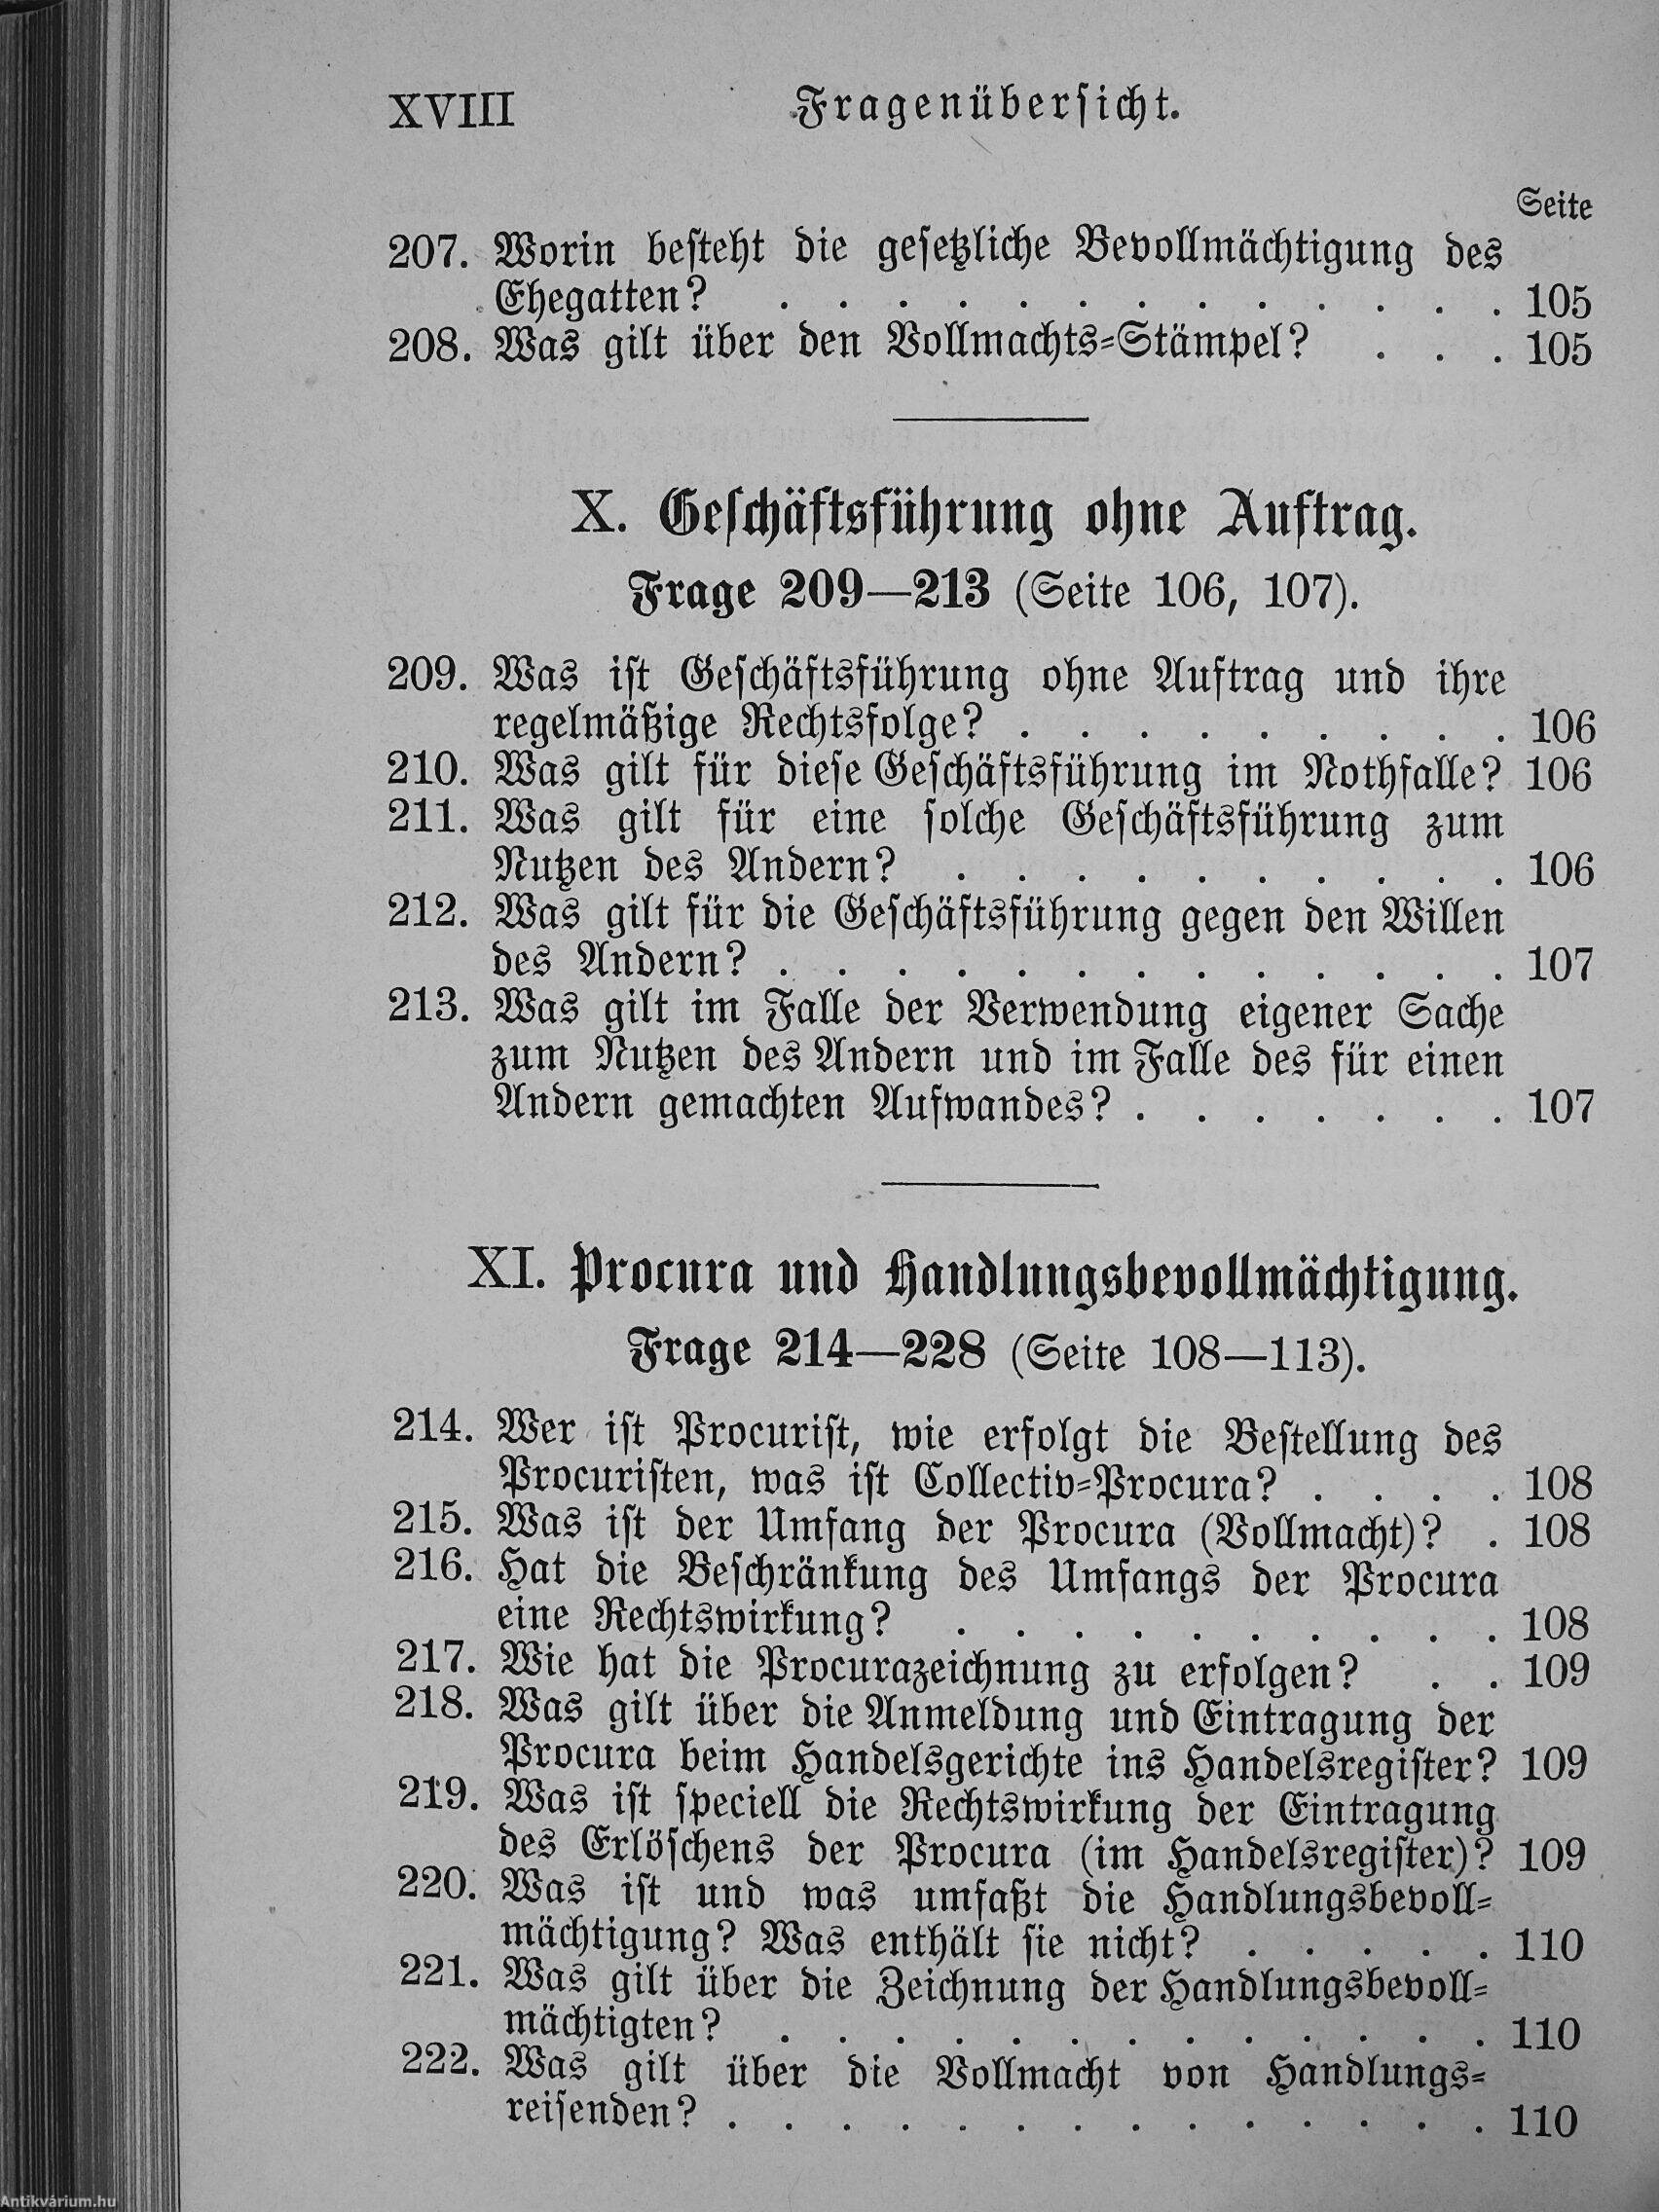 XVIII Fragenübersicht.
Seite
207. Worin besteht die gesetzliche Bevollmächtigung des
Ehegatten? . . . . . . . . . . . . . 105
208. Was gilt über den Vollmachts-Stämpel? . . . 105
X. Geschäftsführung ohne Auftrag.
Frage 209—213 (Seite 106, 107).
209. Was ist Geschäftsführung ohne Auftrag und ihre
regelmäßige Rechtsfolge? . . . . . . . . . 106
210. Was gilt für diese Geschäftsführung im Nothfalle? 106
211. Was gilt für eine solche Geschäftsführung zum
Nutzen des Andern? . . . . . . . . . . 106
212. Was gilt für die Geschäftsführung gegen den Willen
des Andern? . . . . . . . . . . . . . 107
213. Was gilt im Falle der Verwendung eigener Sache
zum Nutzen des Andern und im Falle des für einen
Andern gemachten Aufwandes? . . . . . . . 107
XI. Procura und Handlungsbevollmächtigung.
Frage 214—228 (Seite 108—113).
214. Wer ist Procurist, wie erfolgt die Bestellung des
Procuristen, was ist Collectiv-Procura? . . . . 108
215. Was ist der Umfang der Procura (Vollmacht)? . 108
216. Hat die Beschränkung des Umfangs der Procura
eine Rechtswirkung? . . . . . . . . . . 108
217. Wie hat die Procurazeichnung zu erfolgen? . . 109
218. Was gilt über die Anmeldung und Eintragung der
Procura beim Handelsgerichte ins Handelsregister? 109
219. Was ist speciell die Rechtswirkung der Eintragung
des Erlöschens der Procura (im Handelsregister)? 109
220. Was ist und was umfaßt die Handlungsbevoll-
mächtigung? Was enthält sie nicht? . . . . . 110
221. Was gilt über die Zeichnung der Handlungsbevoll-
mächtigten? . . . . . . . . . . . . . 110
222. Was gilt über die Vollmacht von Handlungs-
reisenden? . . . . . . . . . . . . . . 110
Antikvárium.hu